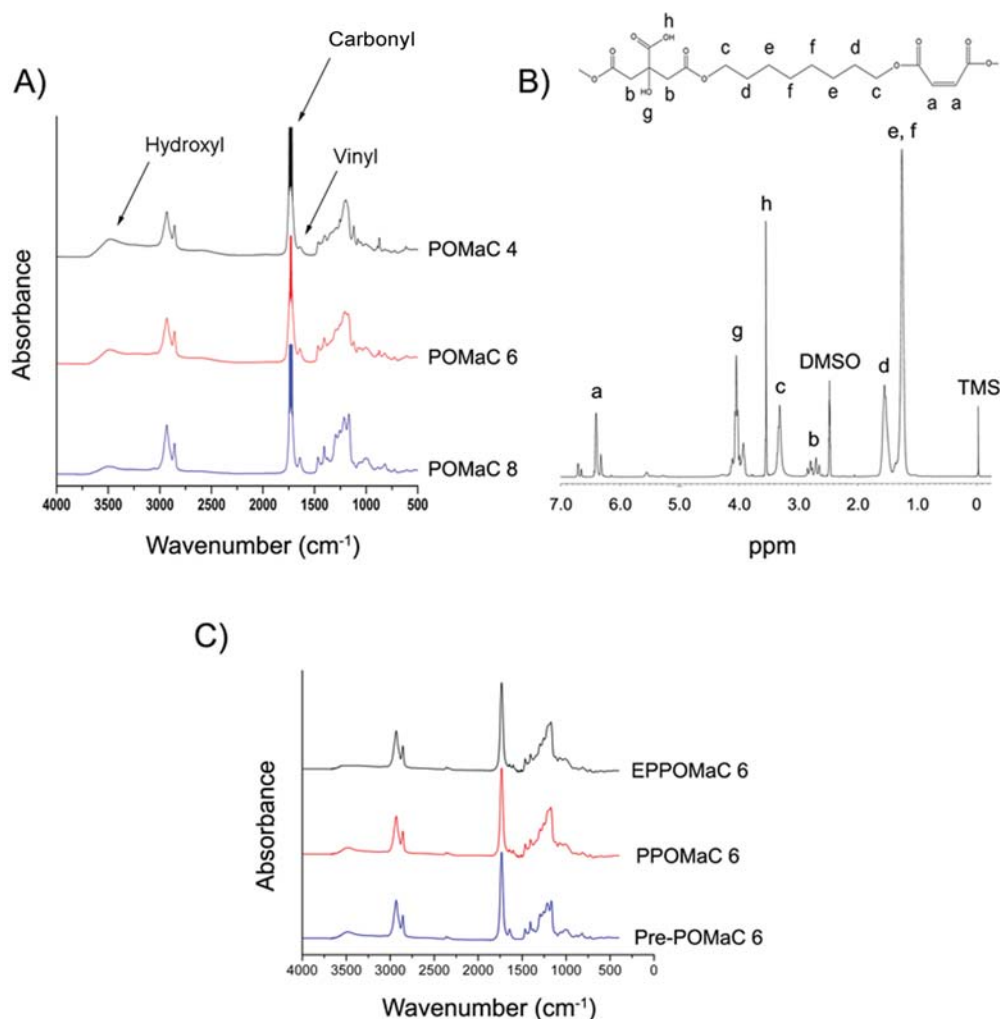 A)
Carbonyl
Hydroxyl
Vinyl
POMaC 4
POMaC 6
POMaC 8
Absorbance
4000 3500 3000 2500 2000 1500 1000 500
Wavenumber (cm⁻¹)
B)
h
O OH
O O O O
c e f d
O O O O
HO
b b d f e c
g a a
e, f
h
g
DMSO
a c d
TMS
b
7.0 6.0 5.0 4.0 3.0 2.0 1.0 0
ppm
C)
EPPOMaC 6
PPOMaC 6
Pre-POMaC 6
Absorbance
4000 3500 3000 2500 2000 1500 1000 500 0
Wavenumber (cm⁻¹)